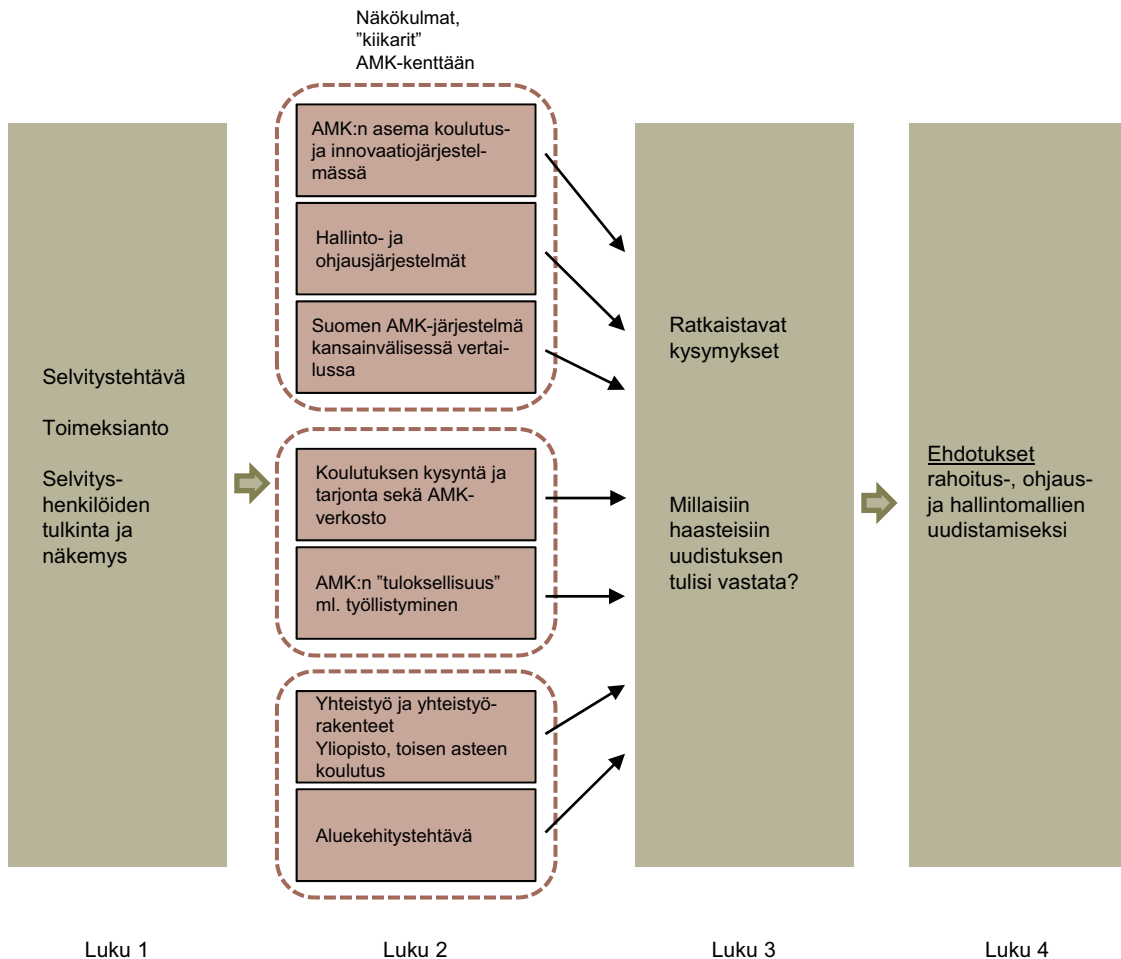 Näkökulmat,
”kiikarit”
AMK-kenttään
Selvitystehtävä
Toimeksianto
Selvitys-
henkilöiden
tulkinta ja
näkemys
AMK:n asema koulutus-
ja innovaatiojärjestel-
mässä
Hallinto- ja
ohjausjärjestelmät
Suomen AMK-järjestelmä
kansainvälisessä vertai-
lussa
Koulutuksen kysyntä ja
tarjonta sekä AMK-
verkosto
AMK:n ”tuloksellisuus”
ml. työllistyminen
Yhteistyö ja yhteistyö-
rakenteet
Yliopisto, toisen asteen
koulutus
Aluekehitystehtävä
Ratkaistavat
kysymykset
Millaisiin
haasteisiin
uudistuksen
tulisi vastata?
Ehdotukset
rahoitus-, ohjaus-
ja hallintomallien
uudistamiseksi
Luku 1
Luku 2
Luku 3
Luku 4